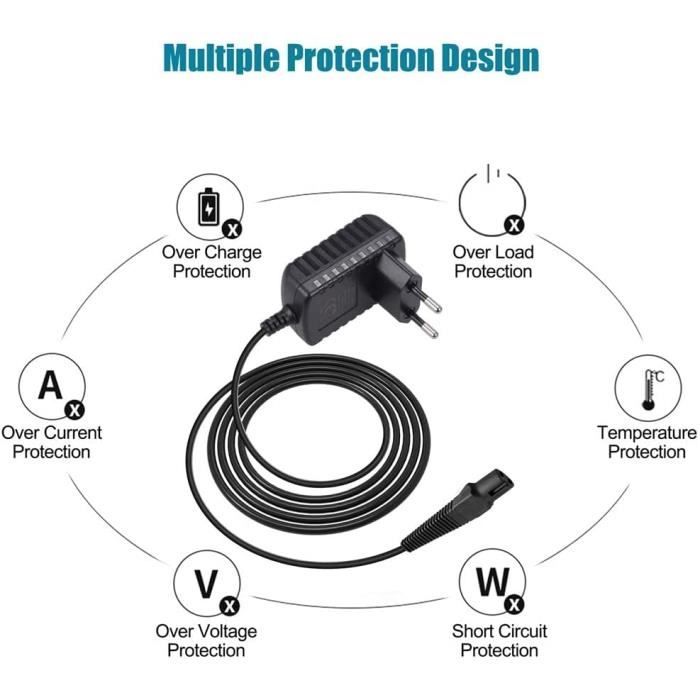 Multiple Protection Design
Over Charge
Protection
X
Over Load
Protection
X
A
X
Over Current
Protection
°C
Temperature
Protection
V
X
Over Voltage
Protection
W
X
Short Circuit
Protection